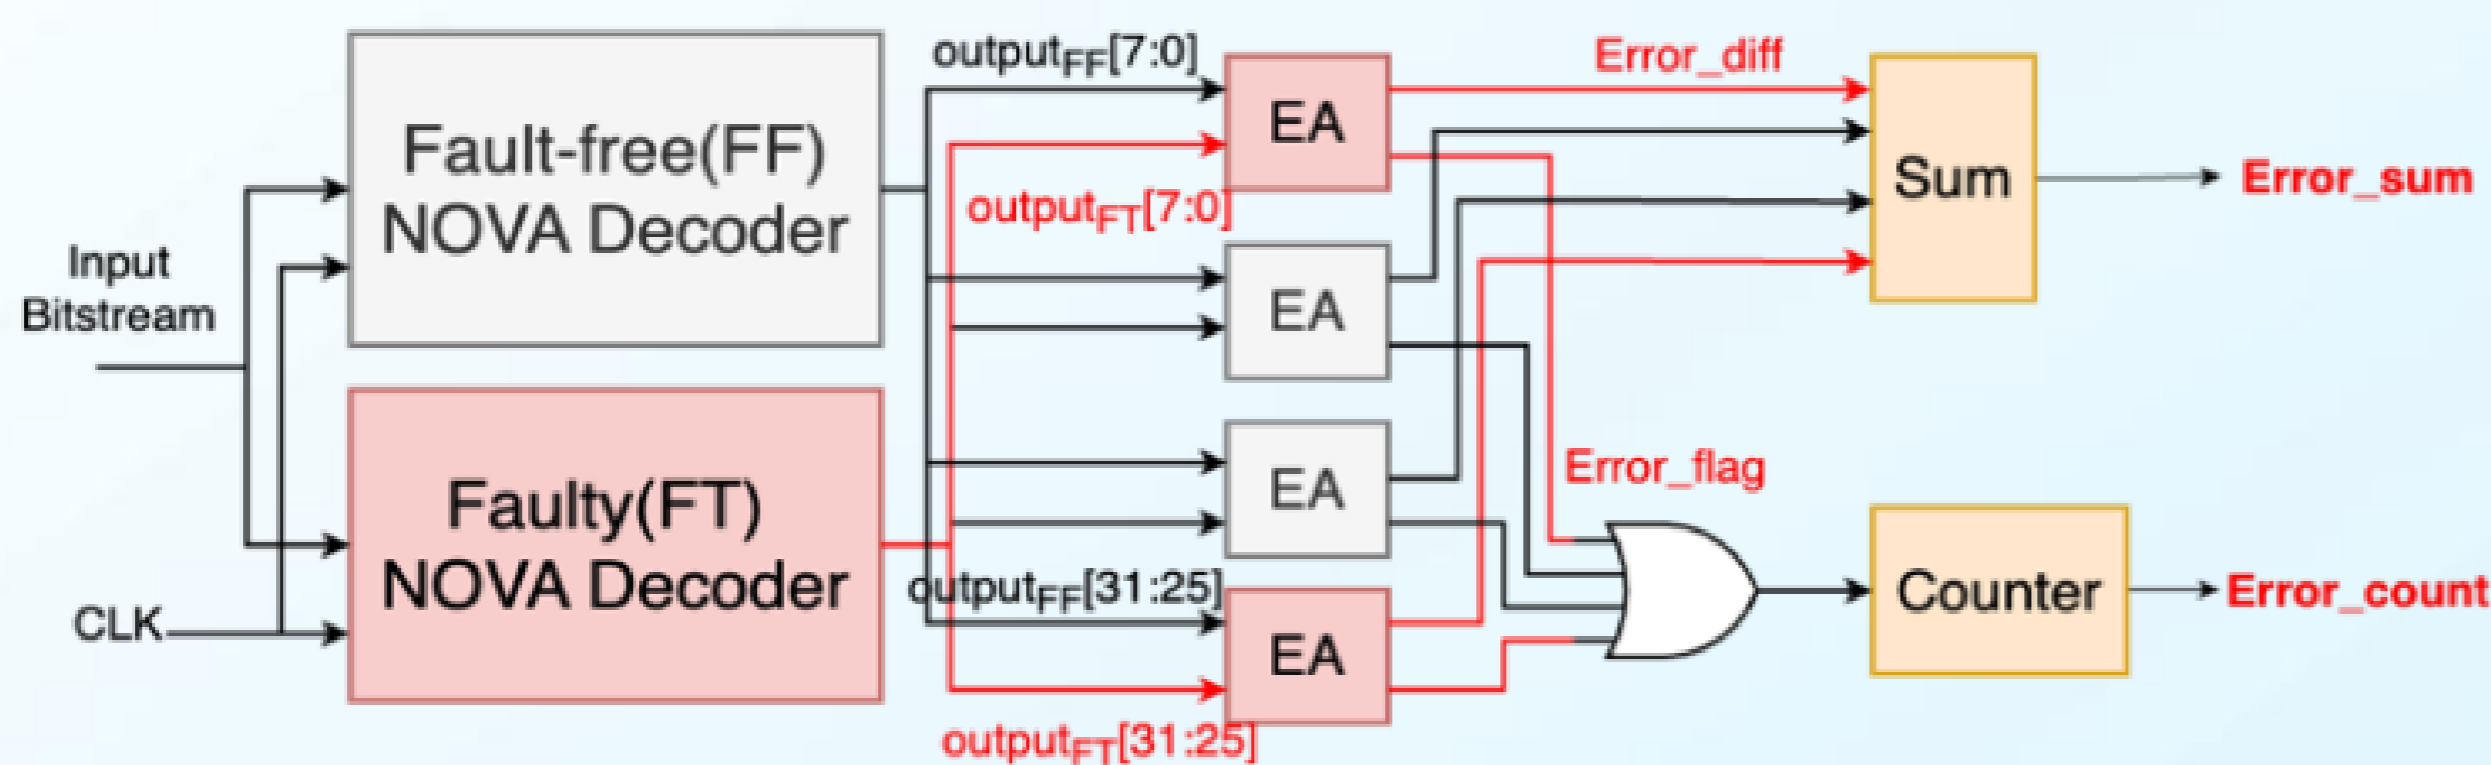 Input
Bitstream
CLK
Fault-free(FF)
NOVA Decoder
Faulty(FT)
NOVA Decoder
outputFF[7:0]
outputFT[7:0]
outputFF[31:25]
outputFT[31:25]
EA
EA
EA
EA
Error_diff
Error_flag
Sum
Counter
Error_sum
Error_count